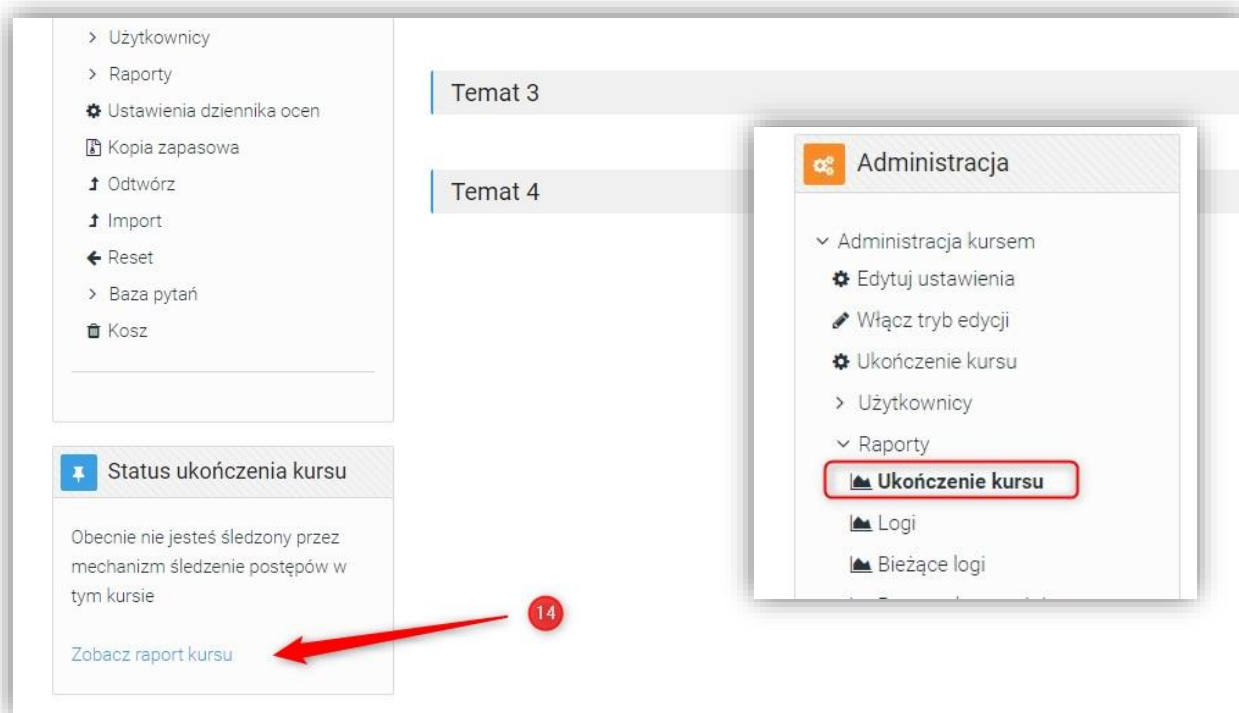 Użytkownicy
Raporty
Ustawienia dziennika ocen
Kopia zapasowa
Odtwórz
Import
Reset
Baza pytań
Kosz
Status ukończenia kursu
Obecnie nie jesteś śledzony przez
mechanizm śledzenie postępów w
tym kursie
Zobacz raport kursu
14
Temat 3
Temat 4
Administracja
Administracja kursem
Edytuj ustawienia
Włącz tryb edycji
Ukończenie kursu
Użytkownicy
Raporty
Ukończenie kursu
Logi
Bieżące logi